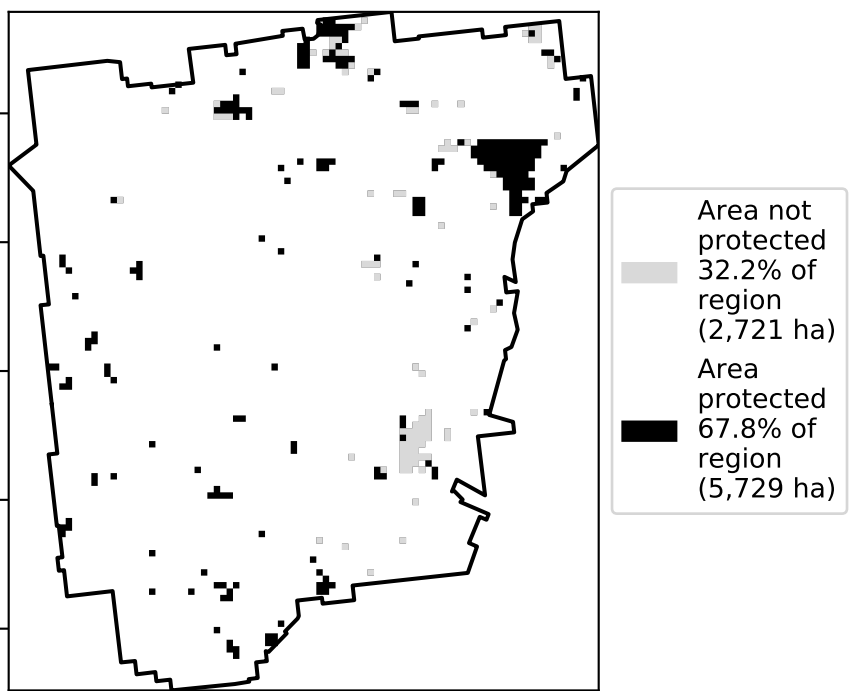 Area not
protected
32.2% of
region
(2,721 ha)
Area
protected
67.8% of
region
(5,729 ha)